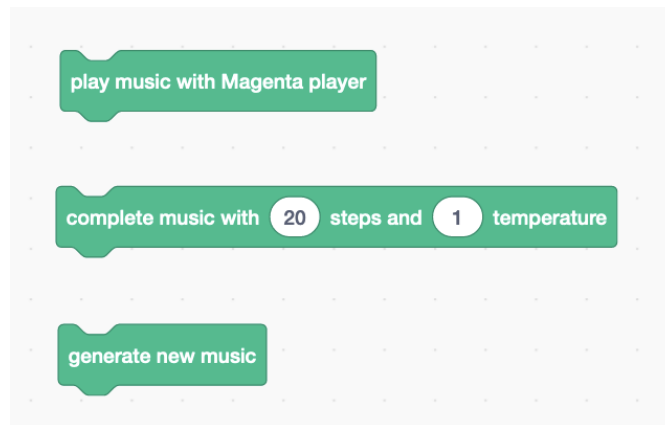 play music with Magenta player
complete music with 20 steps and 1 temperature
generate new music